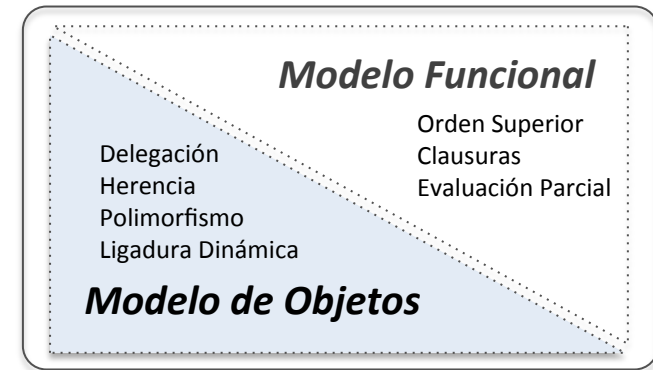 Modelo Funcional
Orden Superior
Clausuras
Evaluación Parcial
Delegación
Herencia
Polimorfismo
Ligadura Dinámica
Modelo de Objetos